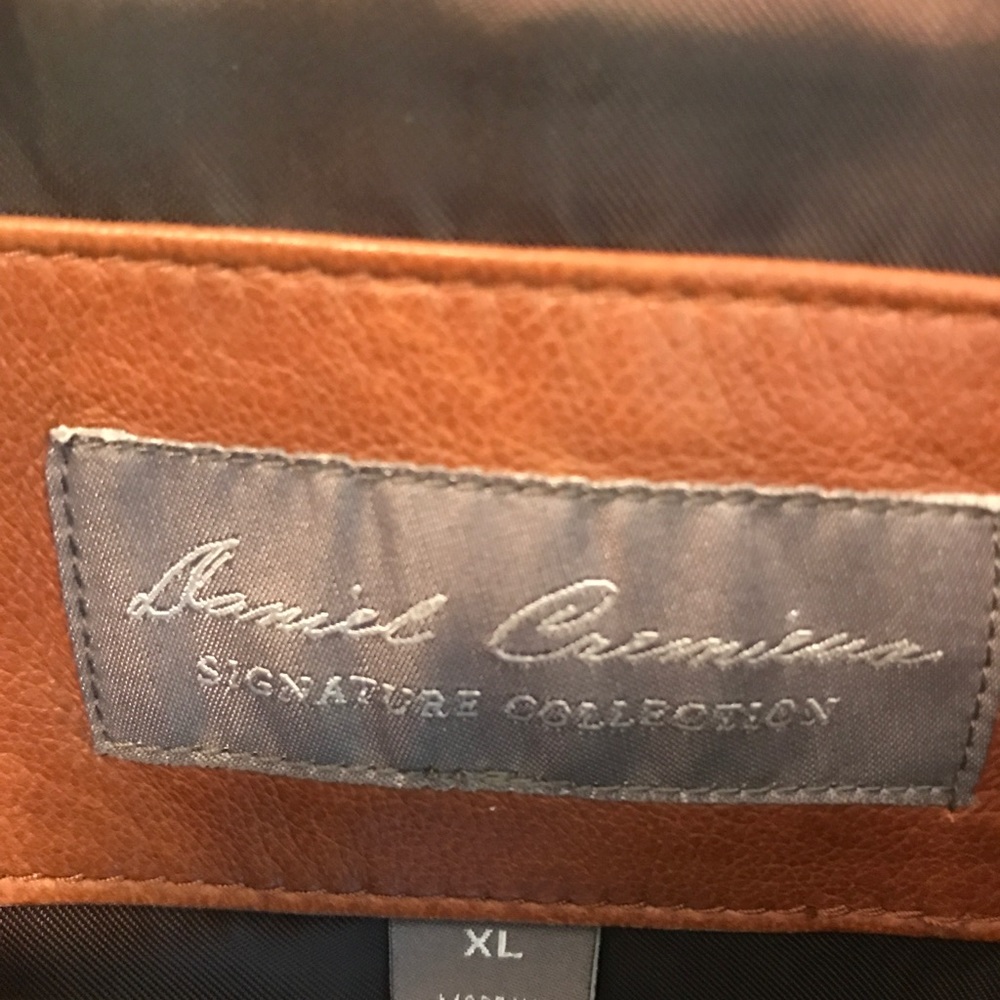 Daniel Cremieux
SIGNATURE COLLECTION
XL